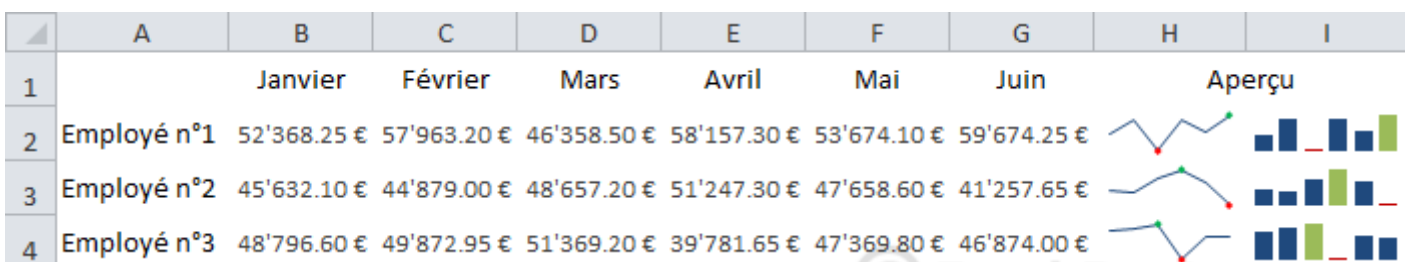 A B C D E F G H I
1 Janvier Février Mars Avril Mai Juin Aperçu
2 Employé n°1 52'368.25 € 57'963.20 € 46'358.50 € 58'157.30 € 53'674.10 € 59'674.25 €
3 Employé n°2 45'632.10 € 44'879.00 € 48'657.20 € 51'247.30 € 47'658.60 € 41'257.65 €
4 Employé n°3 48'796.60 € 49'872.95 € 51'369.20 € 39'781.65 € 47'369.80 € 46'874.00 €